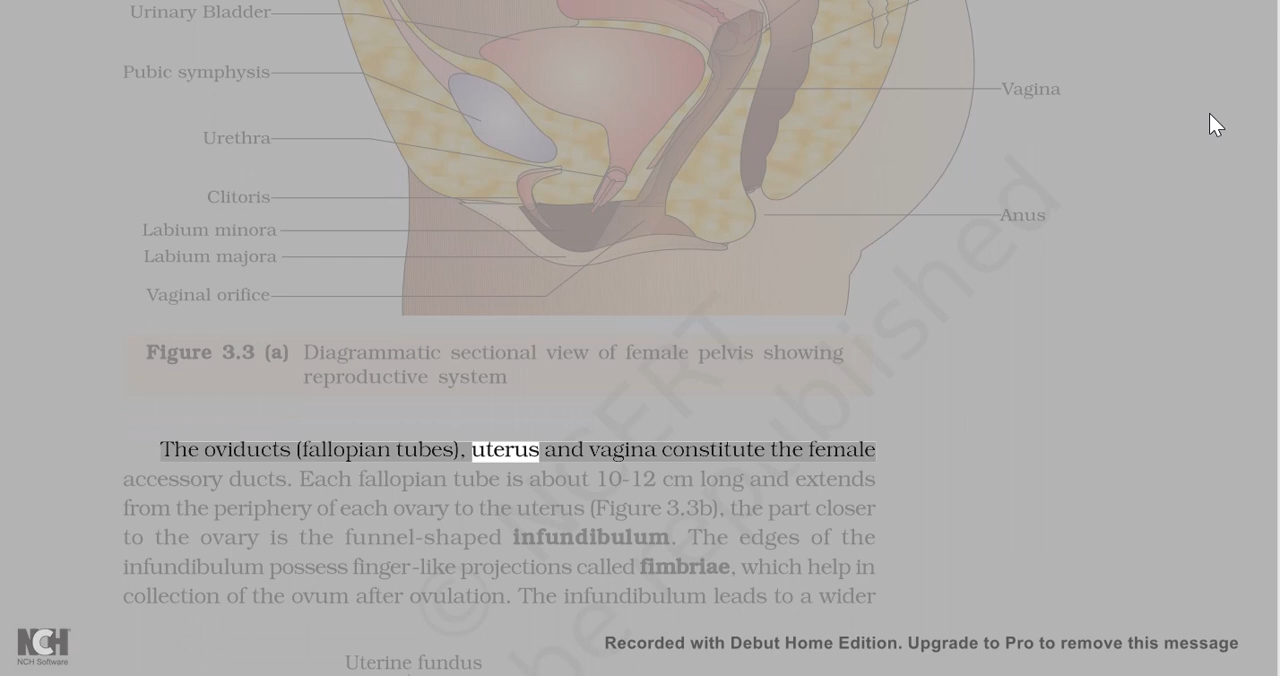 Urinary Bladder
Pubic symphysis
Vagina
Urethra
Clitoris
Anus
Labium minora
Labium majora
Vaginal orifice
Figure 3.3 (a) Diagrammatic sectional view of female pelvis showing
reproductive system
The oviducts (fallopian tubes), uterus and vagina constitute the female
accessory ducts. Each fallopian tube is about 10-12 cm long and extends
from the periphery of each ovary to the uterus (Figure 3.3b), the part closer
to the ovary is the funnel-shaped infundibulum. The edges of the
infundibulum possess finger-like projections called fimbriae, which help in
collection of the ovum after ovulation. The infundibulum leads to a wider
© NCERT
be republished
NCH
NCH Software
Recorded with Debut Home Edition. Upgrade to Pro to remove this message
Uterine fundus